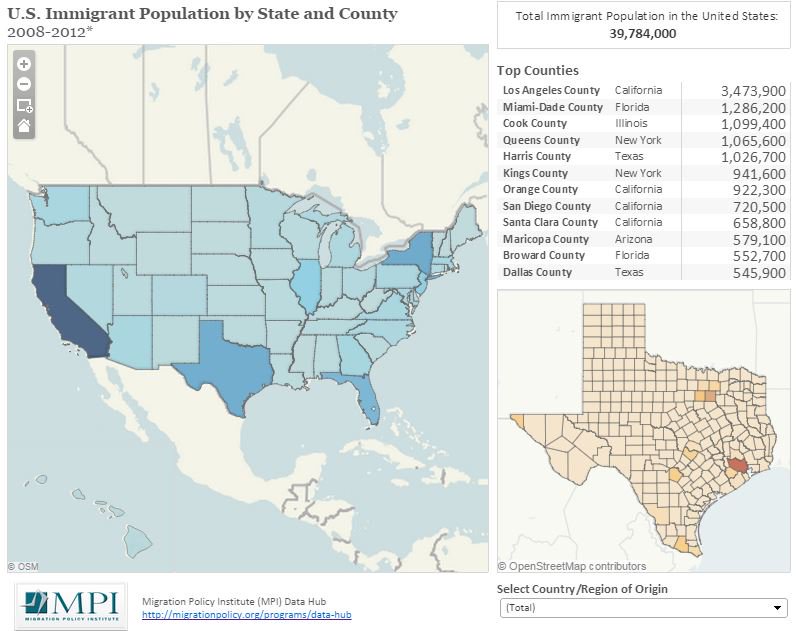 U.S. Immigrant Population by State and County
2008-2012*
Total Immigrant Population in the United States:
39,784,000
Top Counties
Los Angeles County California 3,473,900
Miami-Dade County Florida 1,286,200
Cook County Illinois 1,099,400
Queens County New York 1,065,600
Harris County Texas 1,026,700
Kings County New York 941,600
Orange County California 922,300
San Diego County California 720,500
Santa Clara County California 658,800
Maricopa County Arizona 579,100
Broward County Florida 552,700
Dallas County Texas 545,900
© OSM
© OpenStreetMap contributors
MPI
MIGRATION POLICY INSTITUTE
Migration Policy Institute (MPI) Data Hub
http://migrationpolicy.org/programs/data-hub
Select Country/Region of Origin
(Total)